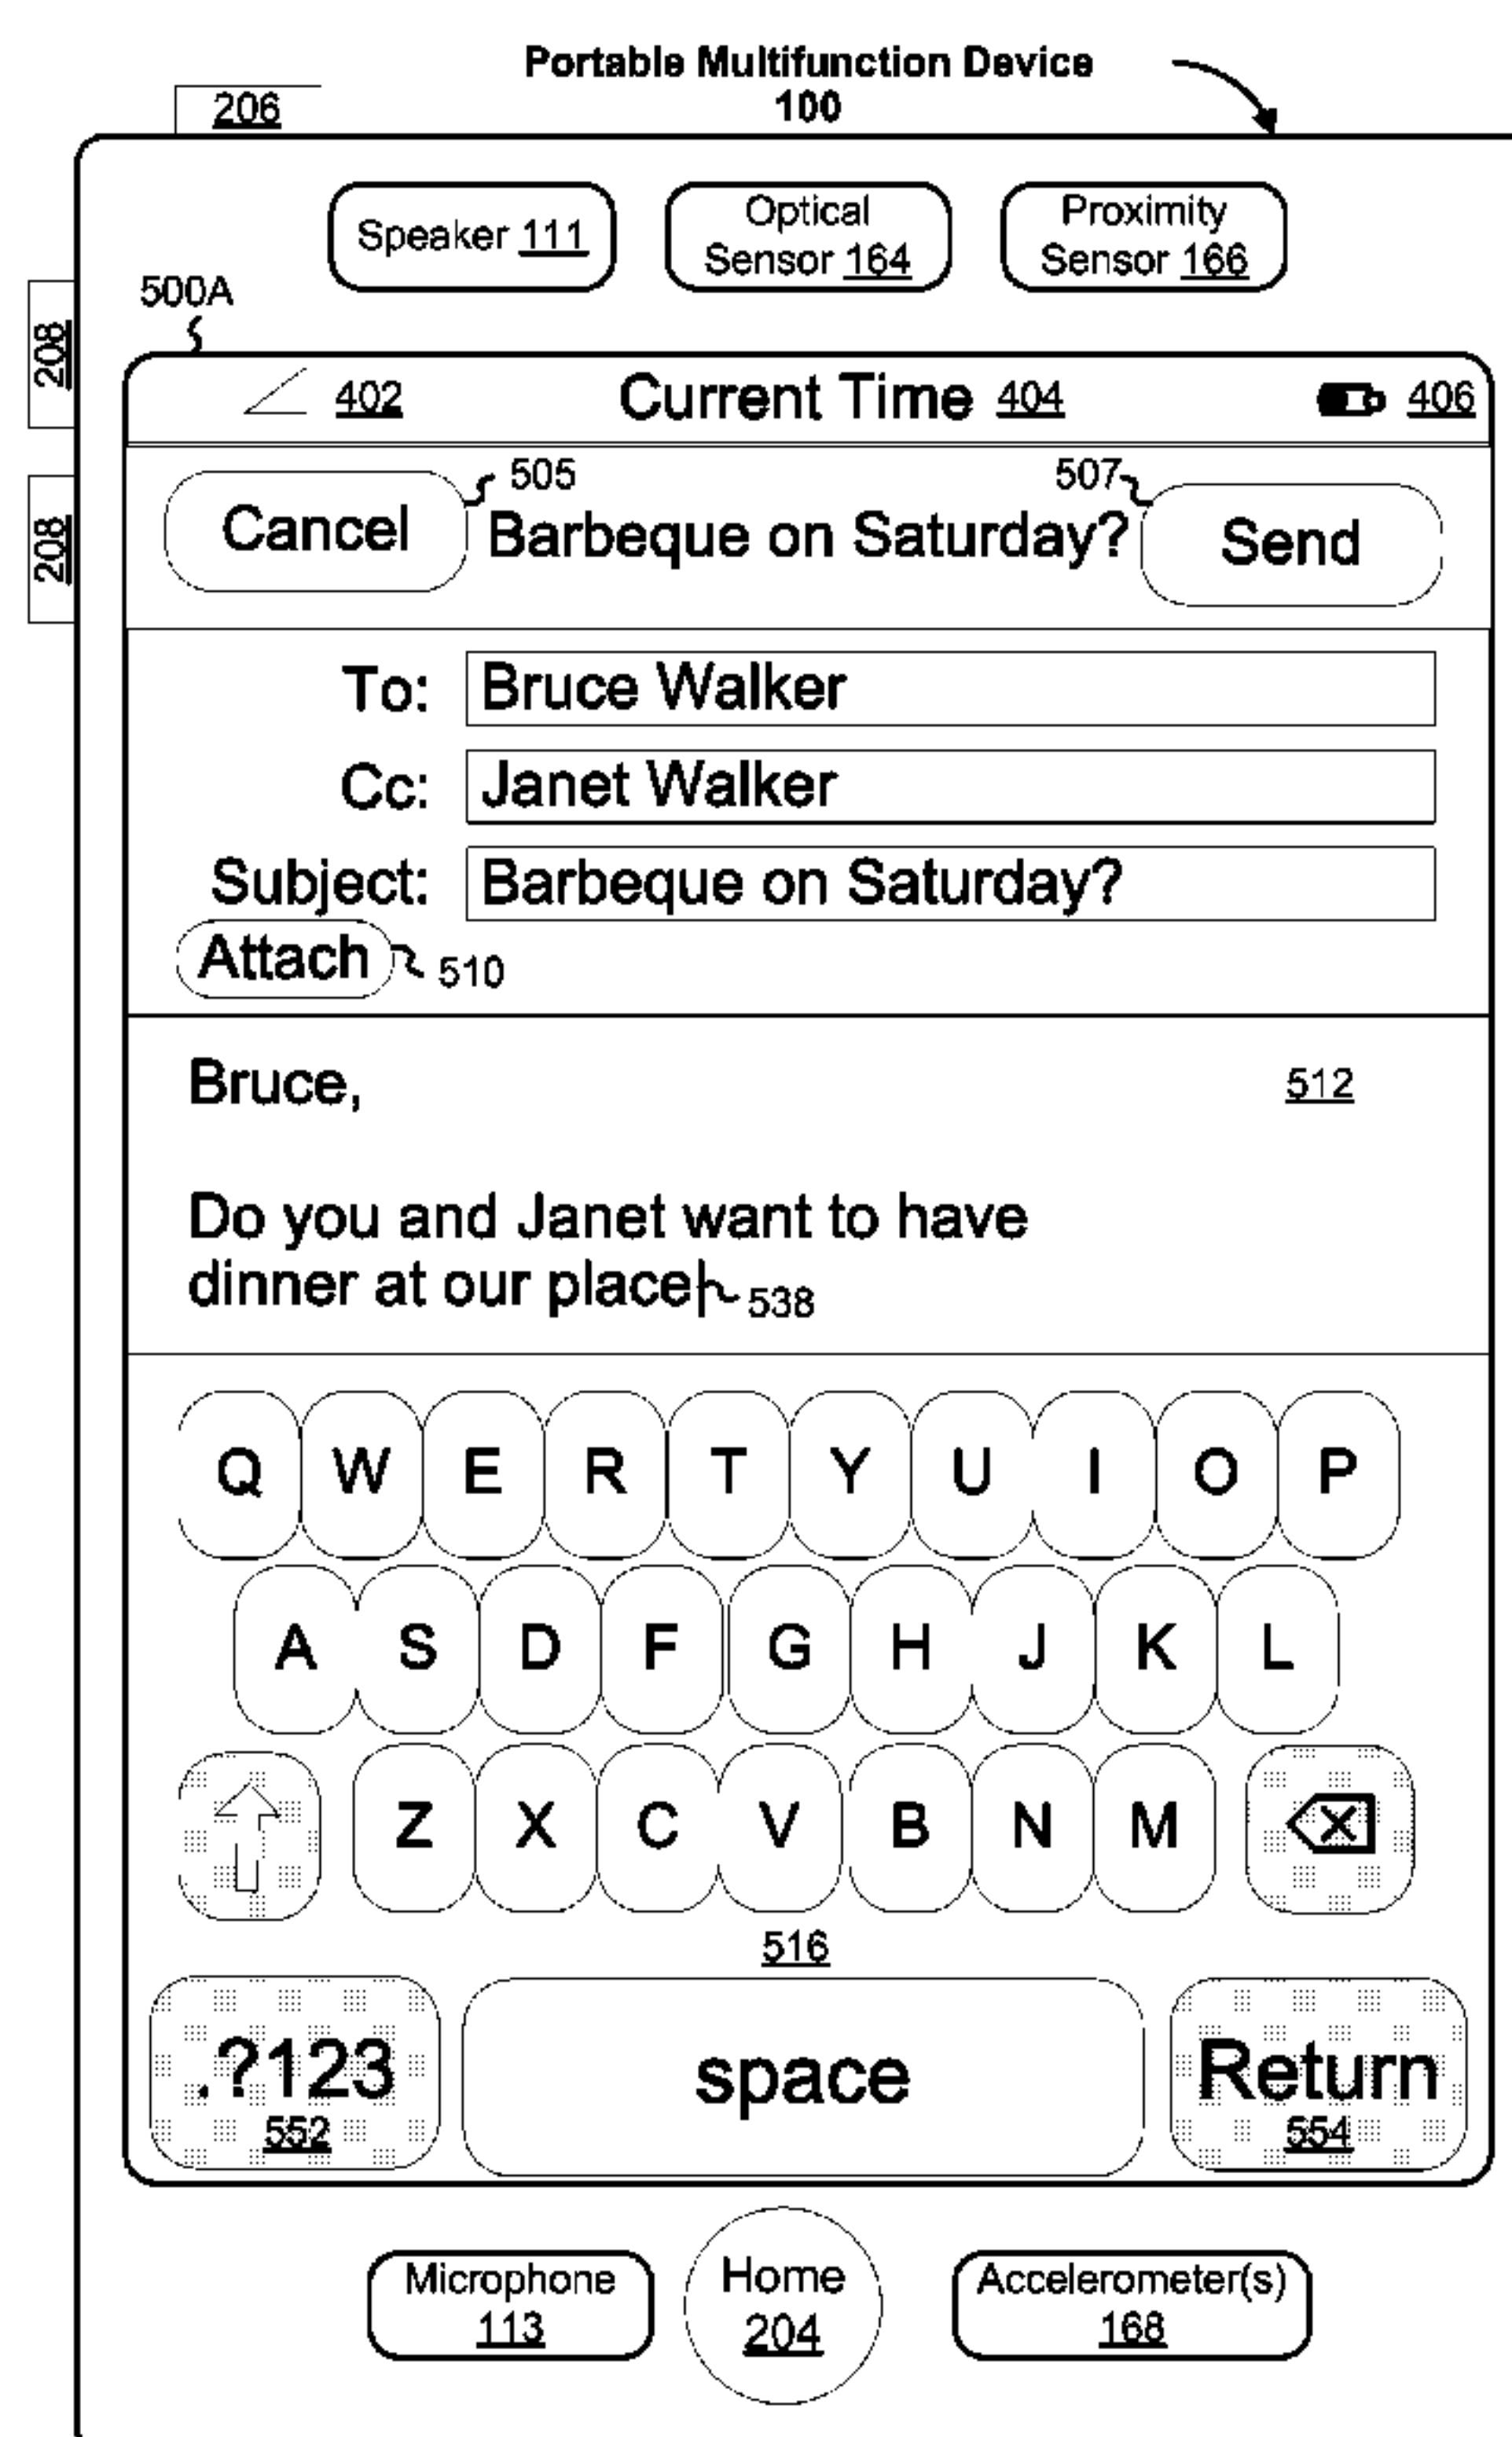 Portable Multifunction Device
100
206
Speaker 111
Optical
Sensor 164
Proximity
Sensor 166
208
500A
402 Current Time 404 406
208
505
507
Cancel Barbeque on Saturday? Send
To: Bruce Walker
Cc: Janet Walker
Subject: Barbeque on Saturday?
Attach 510
Bruce, 512
Do you and Janet want to have
dinner at our place 538
Q W E R T Y U I O P
A S D F G H J K L
Z X C V B N M
516
.?123 space Return
552 554
Microphone
113
Home
204
Accelerometer(s)
168